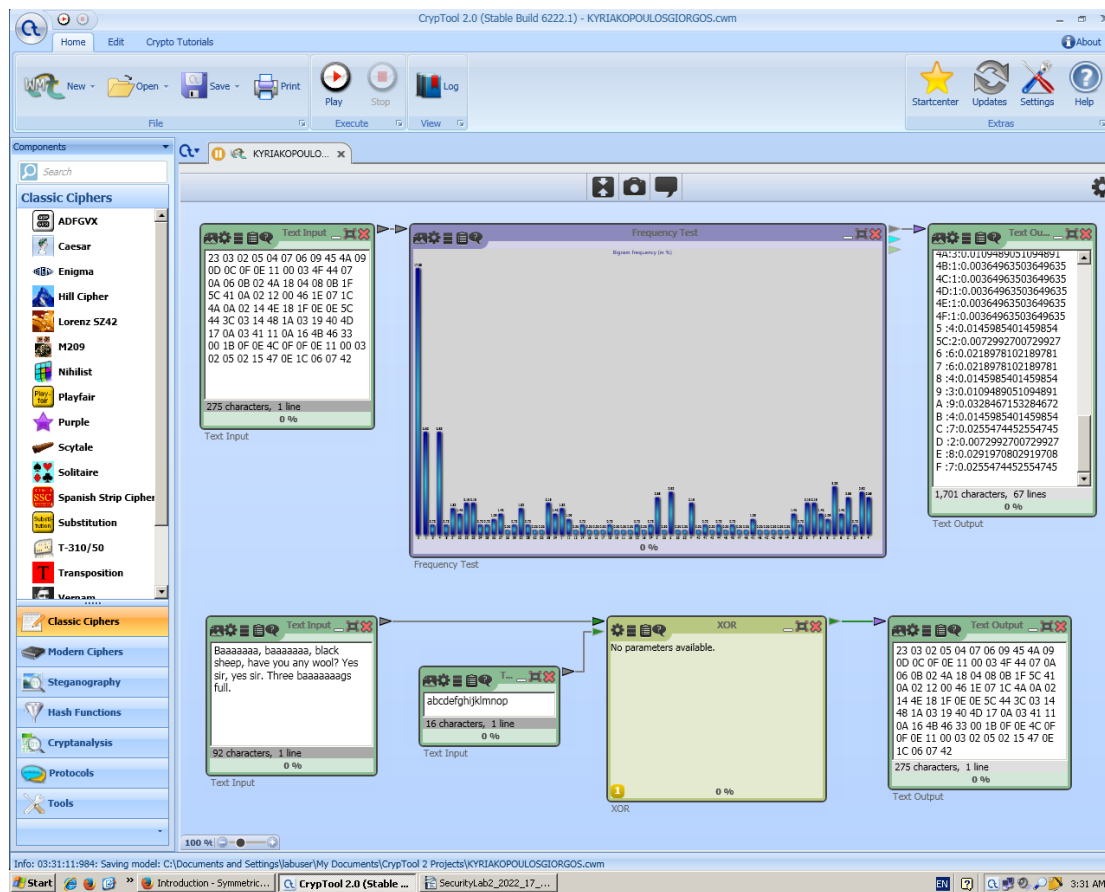 CrypTool 2.0 (Stable Build 6222.1) - KYRIAKOPOULOSGIORGOS.cwm
Home Edit Crypto Tutorials
About
New Open Save Print
Play Stop
Log
Startcenter Updates Settings Help
File Execute View Extras
Components
KYRIAKOPOULO...
Search
Classic Ciphers
ADFGVX
Caesar
Enigma
Hill Cipher
Lorenz SZ42
M209
Nihilist
Playfair
Purple
Scytale
Solitaire
Spanish Strip Cipher
Substitution
T-310/50
Transposition
Vernam
Classic Ciphers
Modern Ciphers
Steganography
Hash Functions
Cryptanalysis
Protocols
Tools
Text Input
23 03 02 05 04 07 06 09 45 4A 09
0D 0C 0F 0E 11 00 03 4F 44 07
0A 06 0B 02 4A 18 04 08 0B 1F
5C 41 0A 02 12 00 46 1E 07 1C
4A 0A 02 14 4E 18 1F 0E 0E 5C
44 3C 03 14 48 1A 03 19 40 4D
17 0A 03 41 11 0A 16 4B 46 33
00 1B 0F 0E 4C 0F 0F 0E 11 00 03
02 05 02 15 47 0E 1C 06 07 42
275 characters, 1 line
0 %
Text Input
Frequency Test
Bigram frequency (in %)
0 %
Frequency Test
Text Ou...
4A:3:0.0109489051094891
4B:1:0.00364963503649635
4C:1:0.00364963503649635
4D:1:0.00364963503649635
4E:1:0.00364963503649635
4F:1:0.00364963503649635
5 :4:0.0145985401459854
5C:2:0.0072992700729927
6 :6:0.0218978102189781
7 :6:0.0218978102189781
8 :4:0.0145985401459854
9 :3:0.0109489051094891
A :9:0.0328467153284672
B :4:0.0145985401459854
C :7:0.0255474452554745
D :2:0.0072992700729927
E :8:0.0291970802919708
F :7:0.0255474452554745
1,701 characters, 67 lines
0 %
Text Output
Text Input
Baaaaaaa, baaaaaaa, black
sheep, have you any wool? Yes
sir, yes sir. Three baaaaaaags
full.
92 characters, 1 line
0 %
Text Input
T...
abcdefghijklmnop
16 characters, 1 line
0 %
Text Input
XOR
No parameters available.
1
0 %
XOR
Text Output
23 03 02 05 04 07 06 09 45 4A 09
0D 0C 0F 0E 11 00 03 4F 44 07 0A
06 0B 02 4A 18 04 08 0B 1F 5C 41
0A 02 12 00 46 1E 07 1C 4A 0A 02
14 4E 18 1F 0E 0E 5C 44 3C 03 14
48 1A 03 19 40 4D 17 0A 03 41 11
0A 16 4B 46 33 00 1B 0F 0E 4C 0F
0F 0E 11 00 03 02 05 02 15 47 0E
1C 06 07 42
275 characters, 1 line
0 %
Text Output
100 %
Info: 03:31:11:984: Saving model: C:\Documents and Settings\labuser\My Documents\CrypTool 2 Projects\KYRIAKOPOULOSGIORGOS.cwm
Start Introduction - Symmetric... CrypTool 2.0 (Stable ... SecurityLab2_2022_17_... EN 3:31 AM